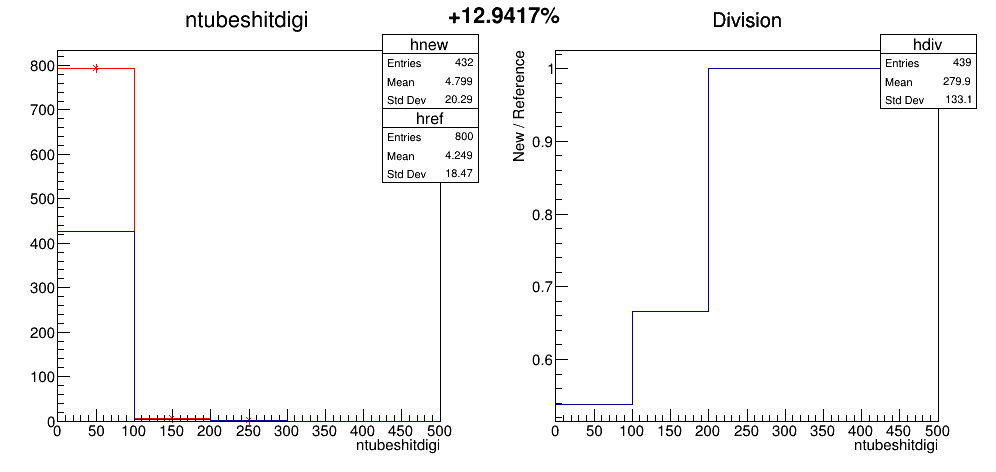 +12.9417%
ntubeshitdigi
hnew
Entries 432
Mean 4.799
Std Dev 20.29
href
Entries 800
Mean 4.249
Std Dev 18.47
800
700
600
500
400
300
200
100
0
0 50 100 150 200 250 300 350 400 450 500
ntubeshitdigi
Division
hdiv
Entries 439
Mean 279.9
Std Dev 133.1
New / Reference
1
0.9
0.8
0.7
0.6
0 50 100 150 200 250 300 350 400 450 500
ntubeshitdigi